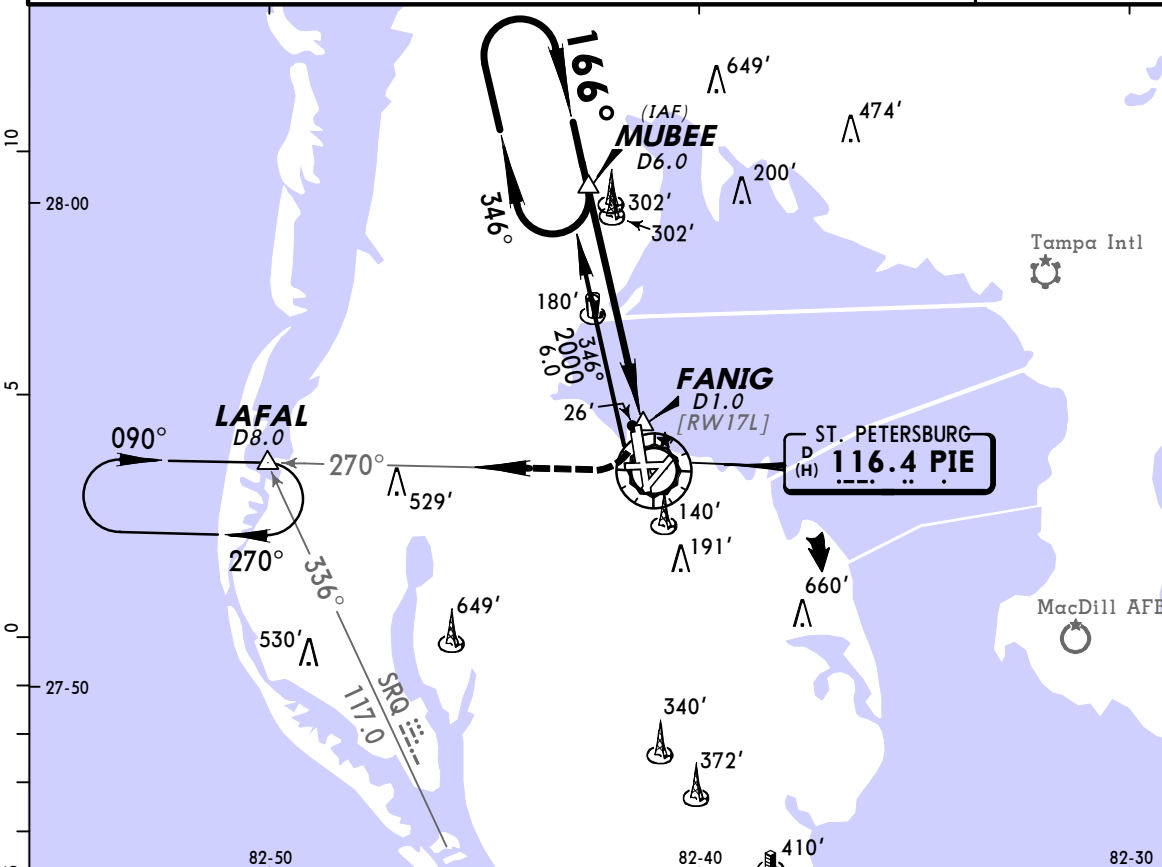 166°
649'
474'
(IAF)
MUBEE
D6.0
10
200'
28-00
302'
302'
346°
Tampa Intl
180'
346°
2000
6.0
5
FANIG
D1.0
[RW17L]
26'
LAFAL
D8.0
090°
270°
ST. PETERSBURG
D
(H)
116.4 PIE
529'
140'
191'
270°
336°
660'
649'
MacDill AFB
0
530'
27-50
SRQ
117.0
340'
372'
410'
82-50
82-40
82-30